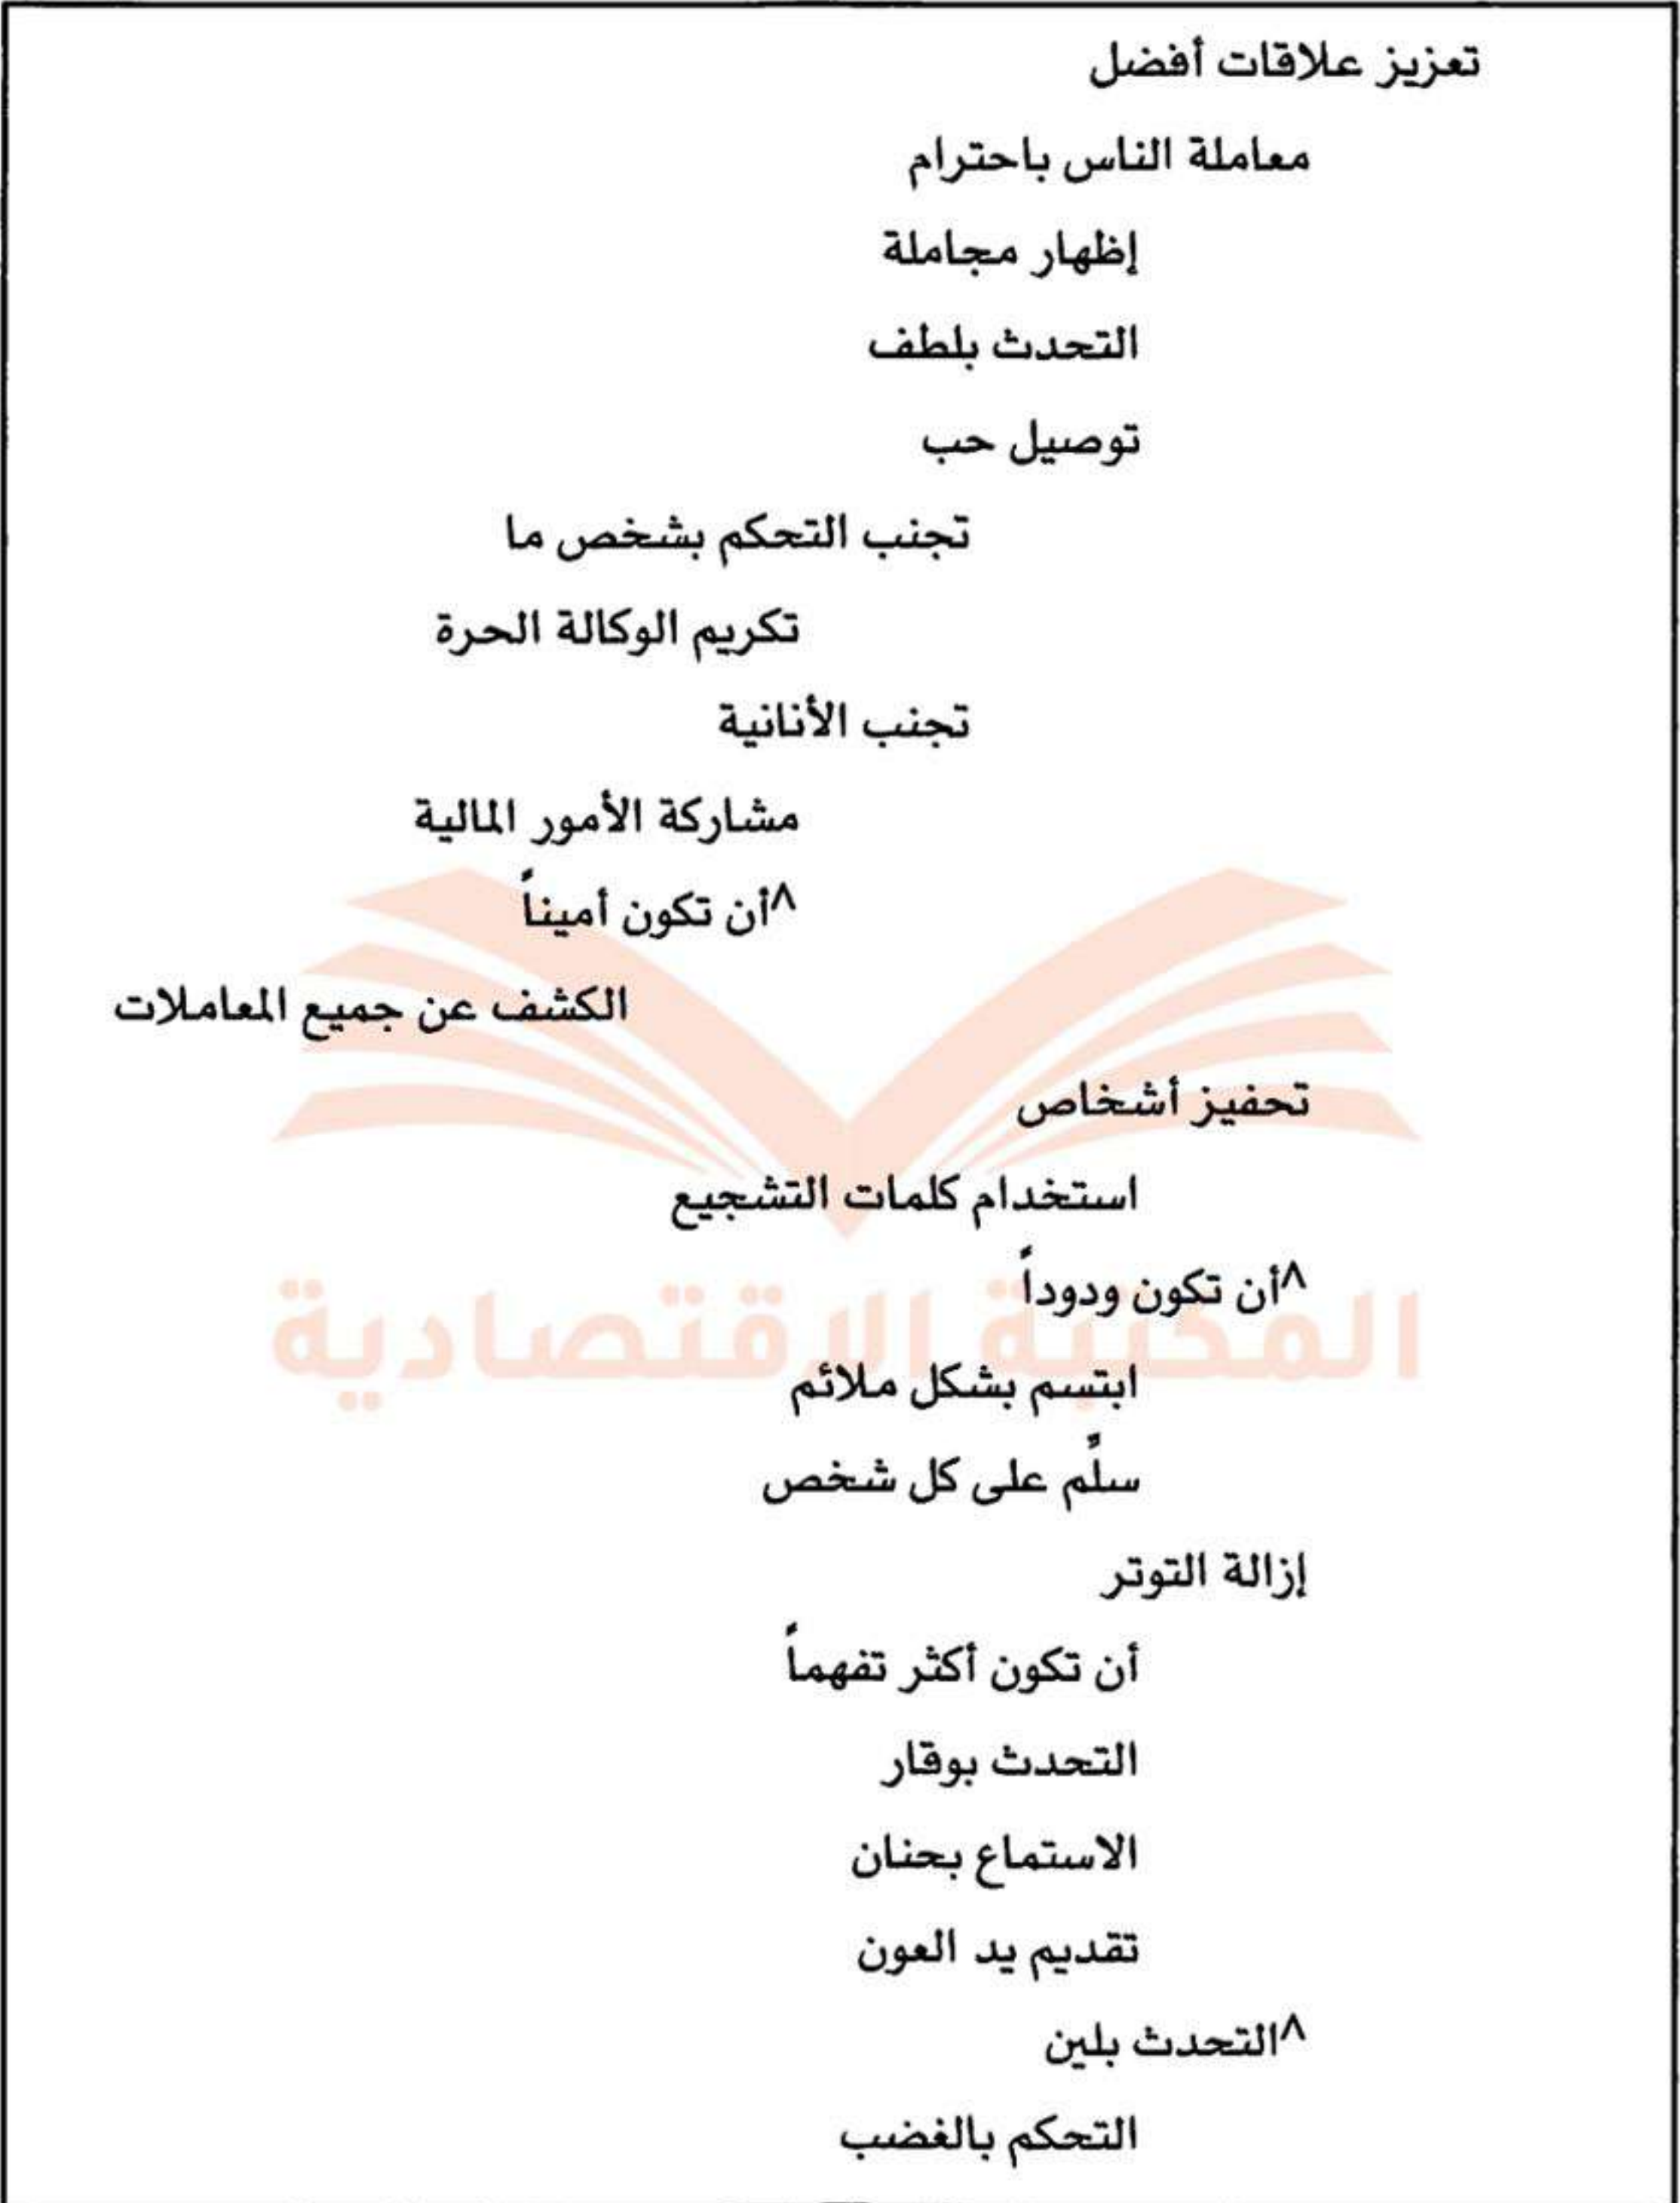 تعزيز علاقات أفضل
معاملة الناس باحترام
إظهار مجاملة
التحدث بلطف
توصيل حب
تجنب التحكم بشخص ما
تكريم الوكالة الحرة
تجنب الأنانية
مشاركة الأمور المالية
^أن تكون أميناً
الكشف عن جميع المعاملات
تحفيز أشخاص
استخدام كلمات التشجيع
^أن تكون ودوداً
المكتبة الاقتصادية
ابتسم بشكل ملائم
سلِّم على كل شخص
إزالة التوتر
أن تكون أكثر تفهماً
التحدث بوقار
الاستماع بحنان
تقديم يد العون
^التحدث بلين
التحكم بالغضب